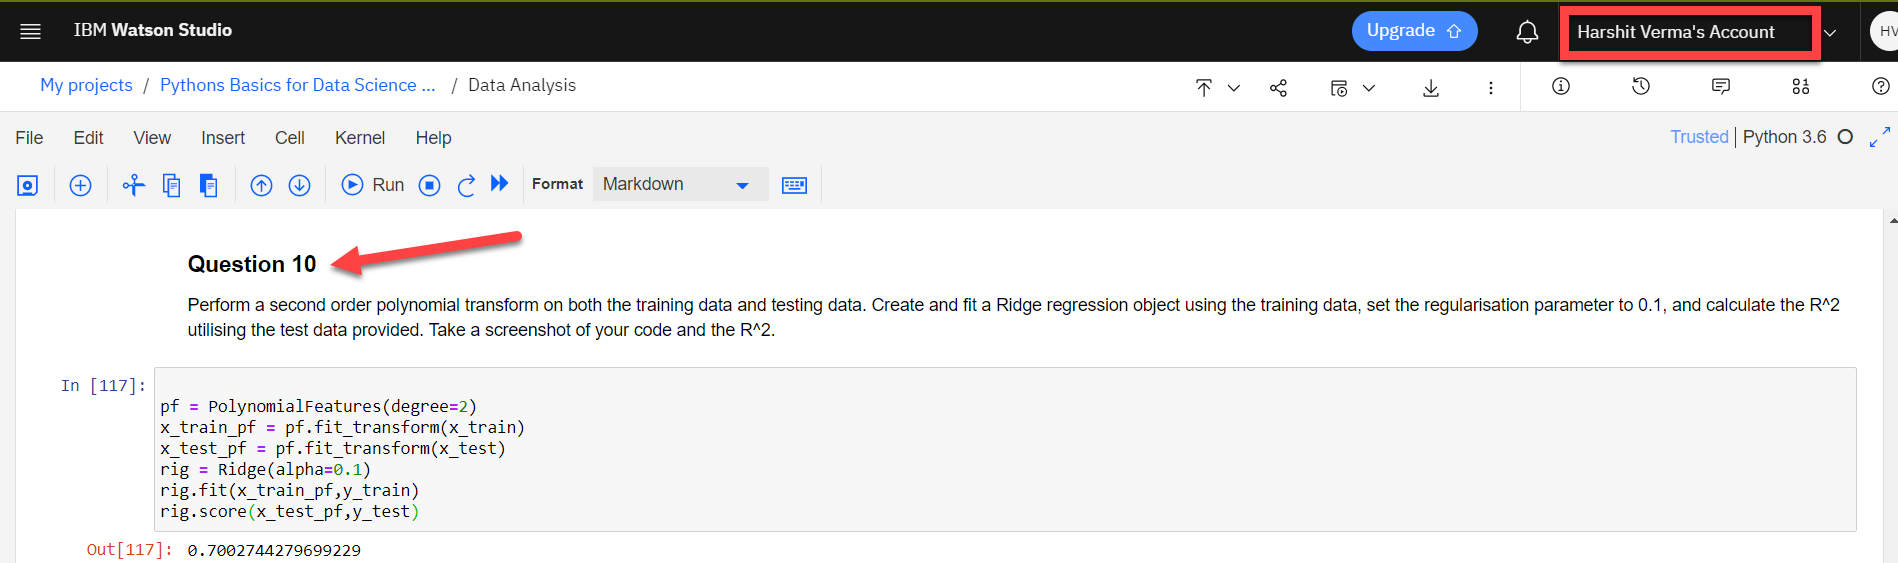 IBM Watson Studio
Upgrade
Harshit Verma's Account
HV
My projects / Pythons Basics for Data Science ... / Data Analysis
File Edit View Insert Cell Kernel Help
Trusted | Python 3.6
Run
Format Markdown
Question 10
Perform a second order polynomial transform on both the training data and testing data. Create and fit a Ridge regression object using the training data, set the regularisation parameter to 0.1, and calculate the R^2
utilising the test data provided. Take a screenshot of your code and the R^2.
In [117]:
pf = PolynomialFeatures(degree=2)
x_train_pf = pf.fit_transform(x_train)
x_test_pf = pf.fit_transform(x_test)
rig = Ridge(alpha=0.1)
rig.fit(x_train_pf,y_train)
rig.score(x_test_pf,y_test)
Out[117]: 0.7002744279699229